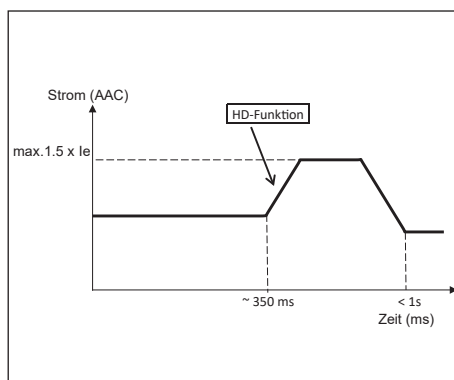 Strom (AAC)
HD-Funktion
max.1.5 x Ie
~ 350 ms
< 1s
Zeit (ms)